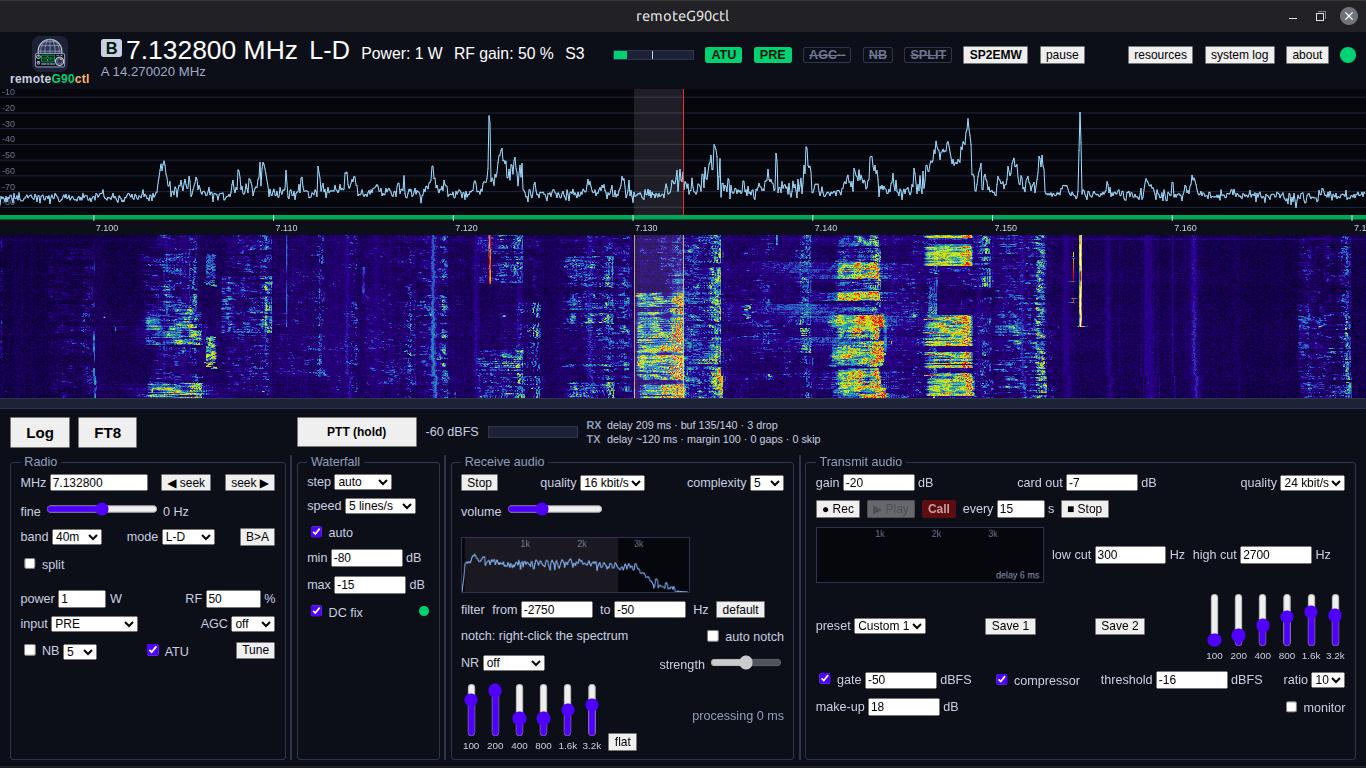 remoteG90ctl
B 7.132800 MHz L-D Power: 1 W RF gain: 50 % S3 ATU PRE AGC− NB SPLIT SP2EMW pause resources system log about
A 14.270020 MHz
remoteG90ctl
-10
-20
-30
-40
-50
-60
-70
7.100 7.110 7.120 7.130 7.140 7.150 7.160 7.1
Log FT8 PTT (hold) -60 dBFS RX delay 209 ms · buf 135/140 · 3 drop
TX delay ~120 ms · margin 100 · 0 gaps · 0 skip
Radio
MHz 7.132800 ◀ seek seek ▶
fine 0 Hz
band 40m mode L-D B>A
split
power 1 W RF 50 %
input PRE AGC off
NB 5 ATU Tune
Waterfall
step auto
speed 5 lines/s
auto
min -80 dB
max -15 dB
DC fix
Receive audio
Stop quality 16 kbit/s complexity 5
volume
1k 2k 3k
filter from -2750 to -50 Hz default
notch: right-click the spectrum auto notch
NR off strength
processing 0 ms
100 200 400 800 1.6k 3.2k flat
Transmit audio
gain -20 dB card out -7 dB quality 24 kbit/s
● Rec ▶ Play Call every 15 s ■ Stop
1k 2k 3k
delay 6 ms
low cut 300 Hz high cut 2700 Hz
preset Custom 1 Save 1 Save 2
100 200 400 800 1.6k 3.2k
gate -50 dBFS compressor threshold -16 dBFS ratio 10
make-up 18 dB monitor